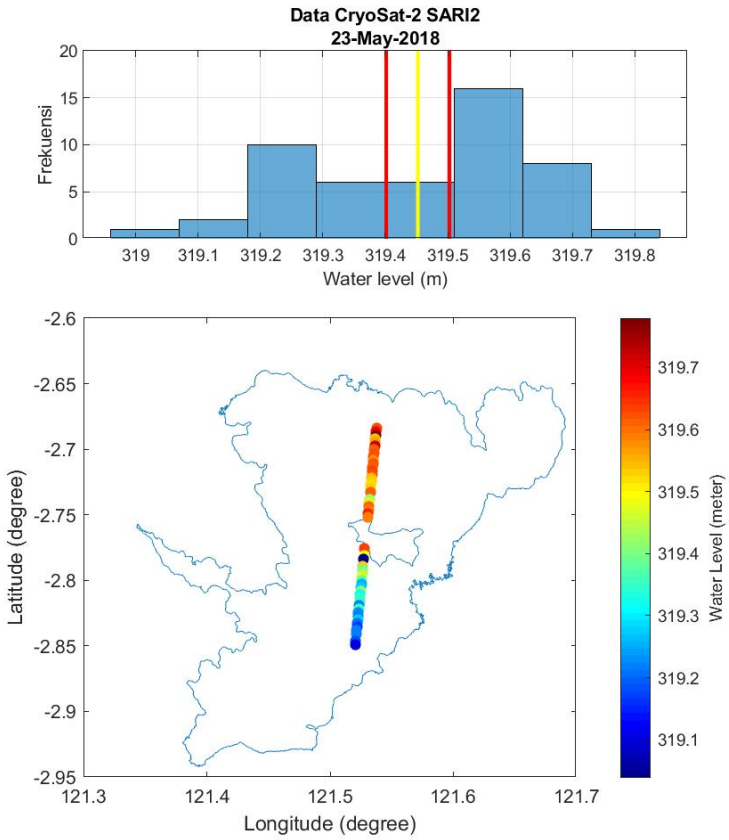 Data CryoSat-2 SARI2
23-May-2018
Frekuensi
20
15
10
5
0
319 319.1 319.2 319.3 319.4 319.5 319.6 319.7 319.8
Water level (m)
Latitude (degree)
-2.6
-2.65
-2.7
-2.75
-2.8
-2.85
-2.9
-2.95
121.3 121.4 121.5 121.6 121.7
Longitude (degree)
319.7
319.6
319.5
319.4
319.3
319.2
319.1
Water Level (meter)